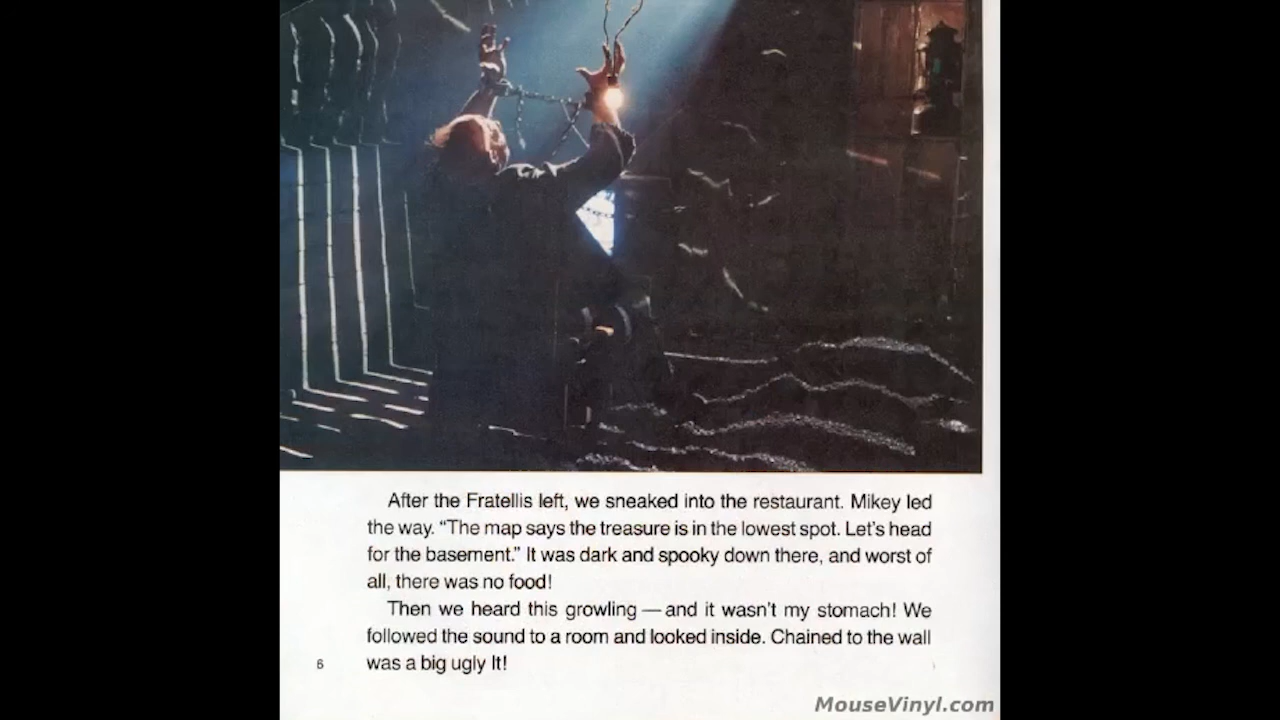 After the Fratellis left, we sneaked into the restaurant. Mikey led
the way. “The map says the treasure is in the lowest spot. Let’s head
for the basement.” It was dark and spooky down there, and worst of
all, there was no food!
Then we heard this growling — and it wasn’t my stomach! We
followed the sound to a room and looked inside. Chained to the wall
was a big ugly It!
6
MouseVinyl.com